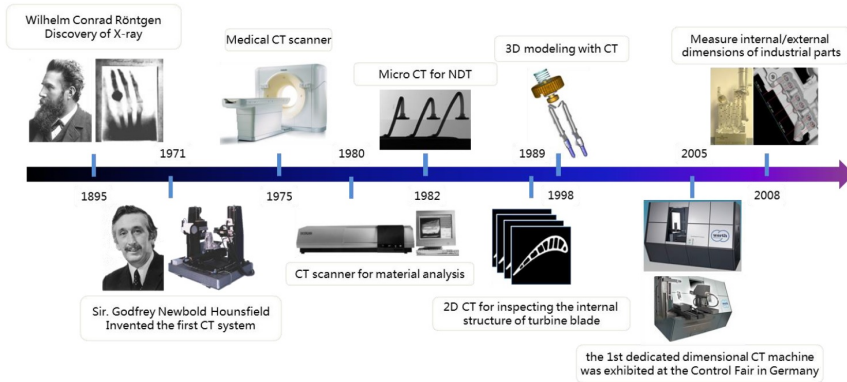 Wilhelm Conrad Röntgen
Discovery of X-ray
Medical CT scanner
Micro CT for NDT
3D modeling with CT
Measure internal/external
dimensions of industrial parts
1971
1980
1989
2005
1895
1975
1982
1998
2008
CT scanner for material analysis
Sir. Godfrey Newbold Hounsfield
Invented the first CT system
2D CT for inspecting the internal
structure of turbine blade
the 1st dedicated dimensional CT machine
was exhibited at the Control Fair in Germany